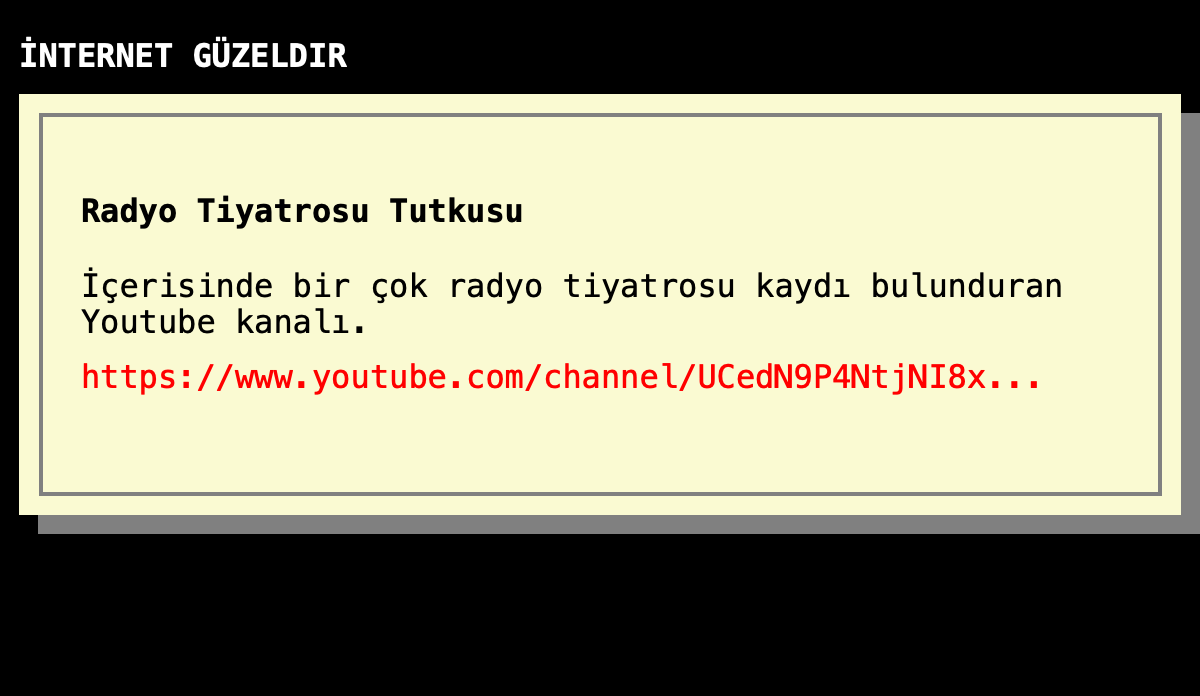 İNTERNET GÜZELDIR
Radyo Tiyatrosu Tutkusu
İçerisinde bir çok radyo tiyatrosu kaydı bulunduran
Youtube kanalı.
https://www.youtube.com/channel/UCedN9P4NtjNI8x...